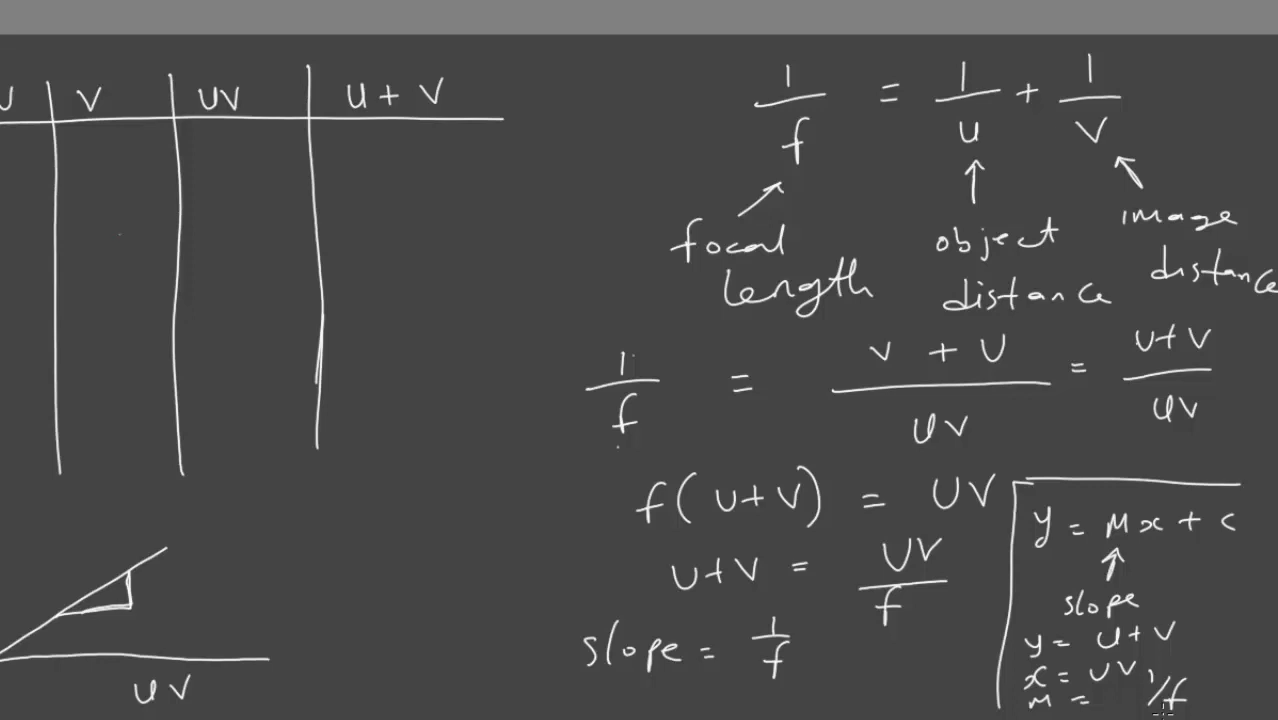 U | V | UV | U + V
1/f = 1/u + 1/v
focal length
object distance
image distance
1/f = (v + U)/UV = (U+V)/UV
f(U+V) = UV
U+V = UV/f
slope = 1/f
y = Mx + c
slope
y = U+V
x = UV
M = 1/f
UV